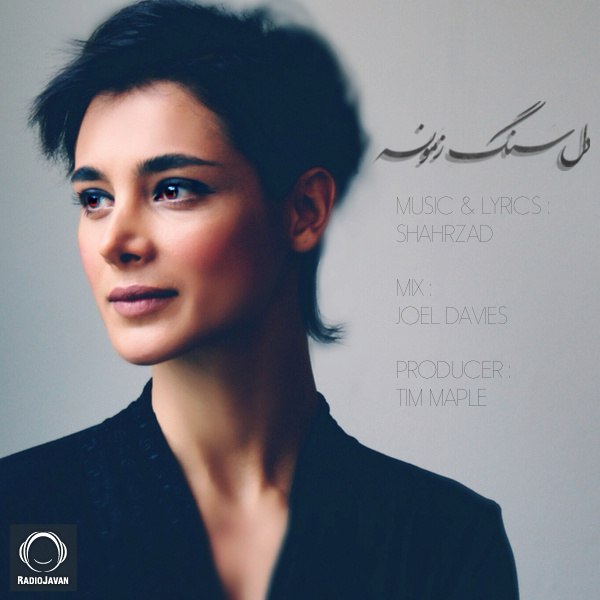 دل سنگ زمونه
MUSIC & LYRICS :
SHAHRZAD
MIX :
JOEL DAVIES
PRODUCER :
TIM MAPLE
RADIOJAVAN